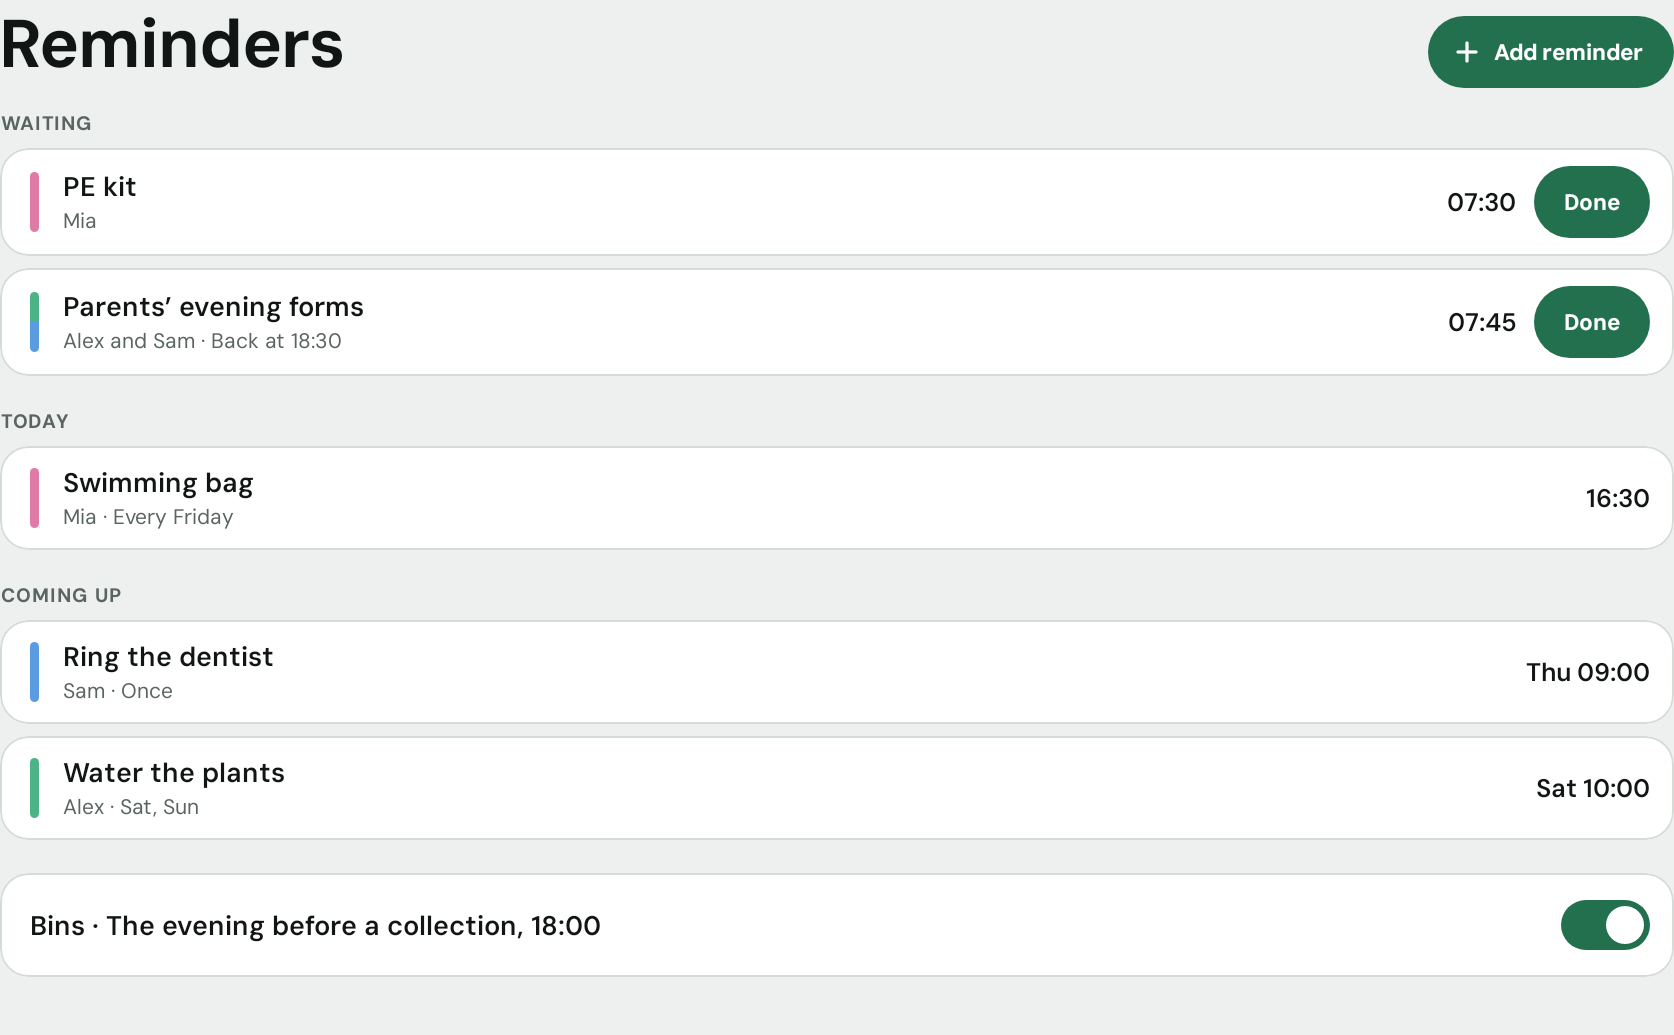 Reminders
Add reminder
WAITING
PE kit
Mia
07:30
Done
Parents’ evening forms
Alex and Sam · Back at 18:30
07:45
Done
TODAY
Swimming bag
Mia · Every Friday
16:30
COMING UP
Ring the dentist
Sam · Once
Thu 09:00
Water the plants
Alex · Sat, Sun
Sat 10:00
Bins · The evening before a collection, 18:00